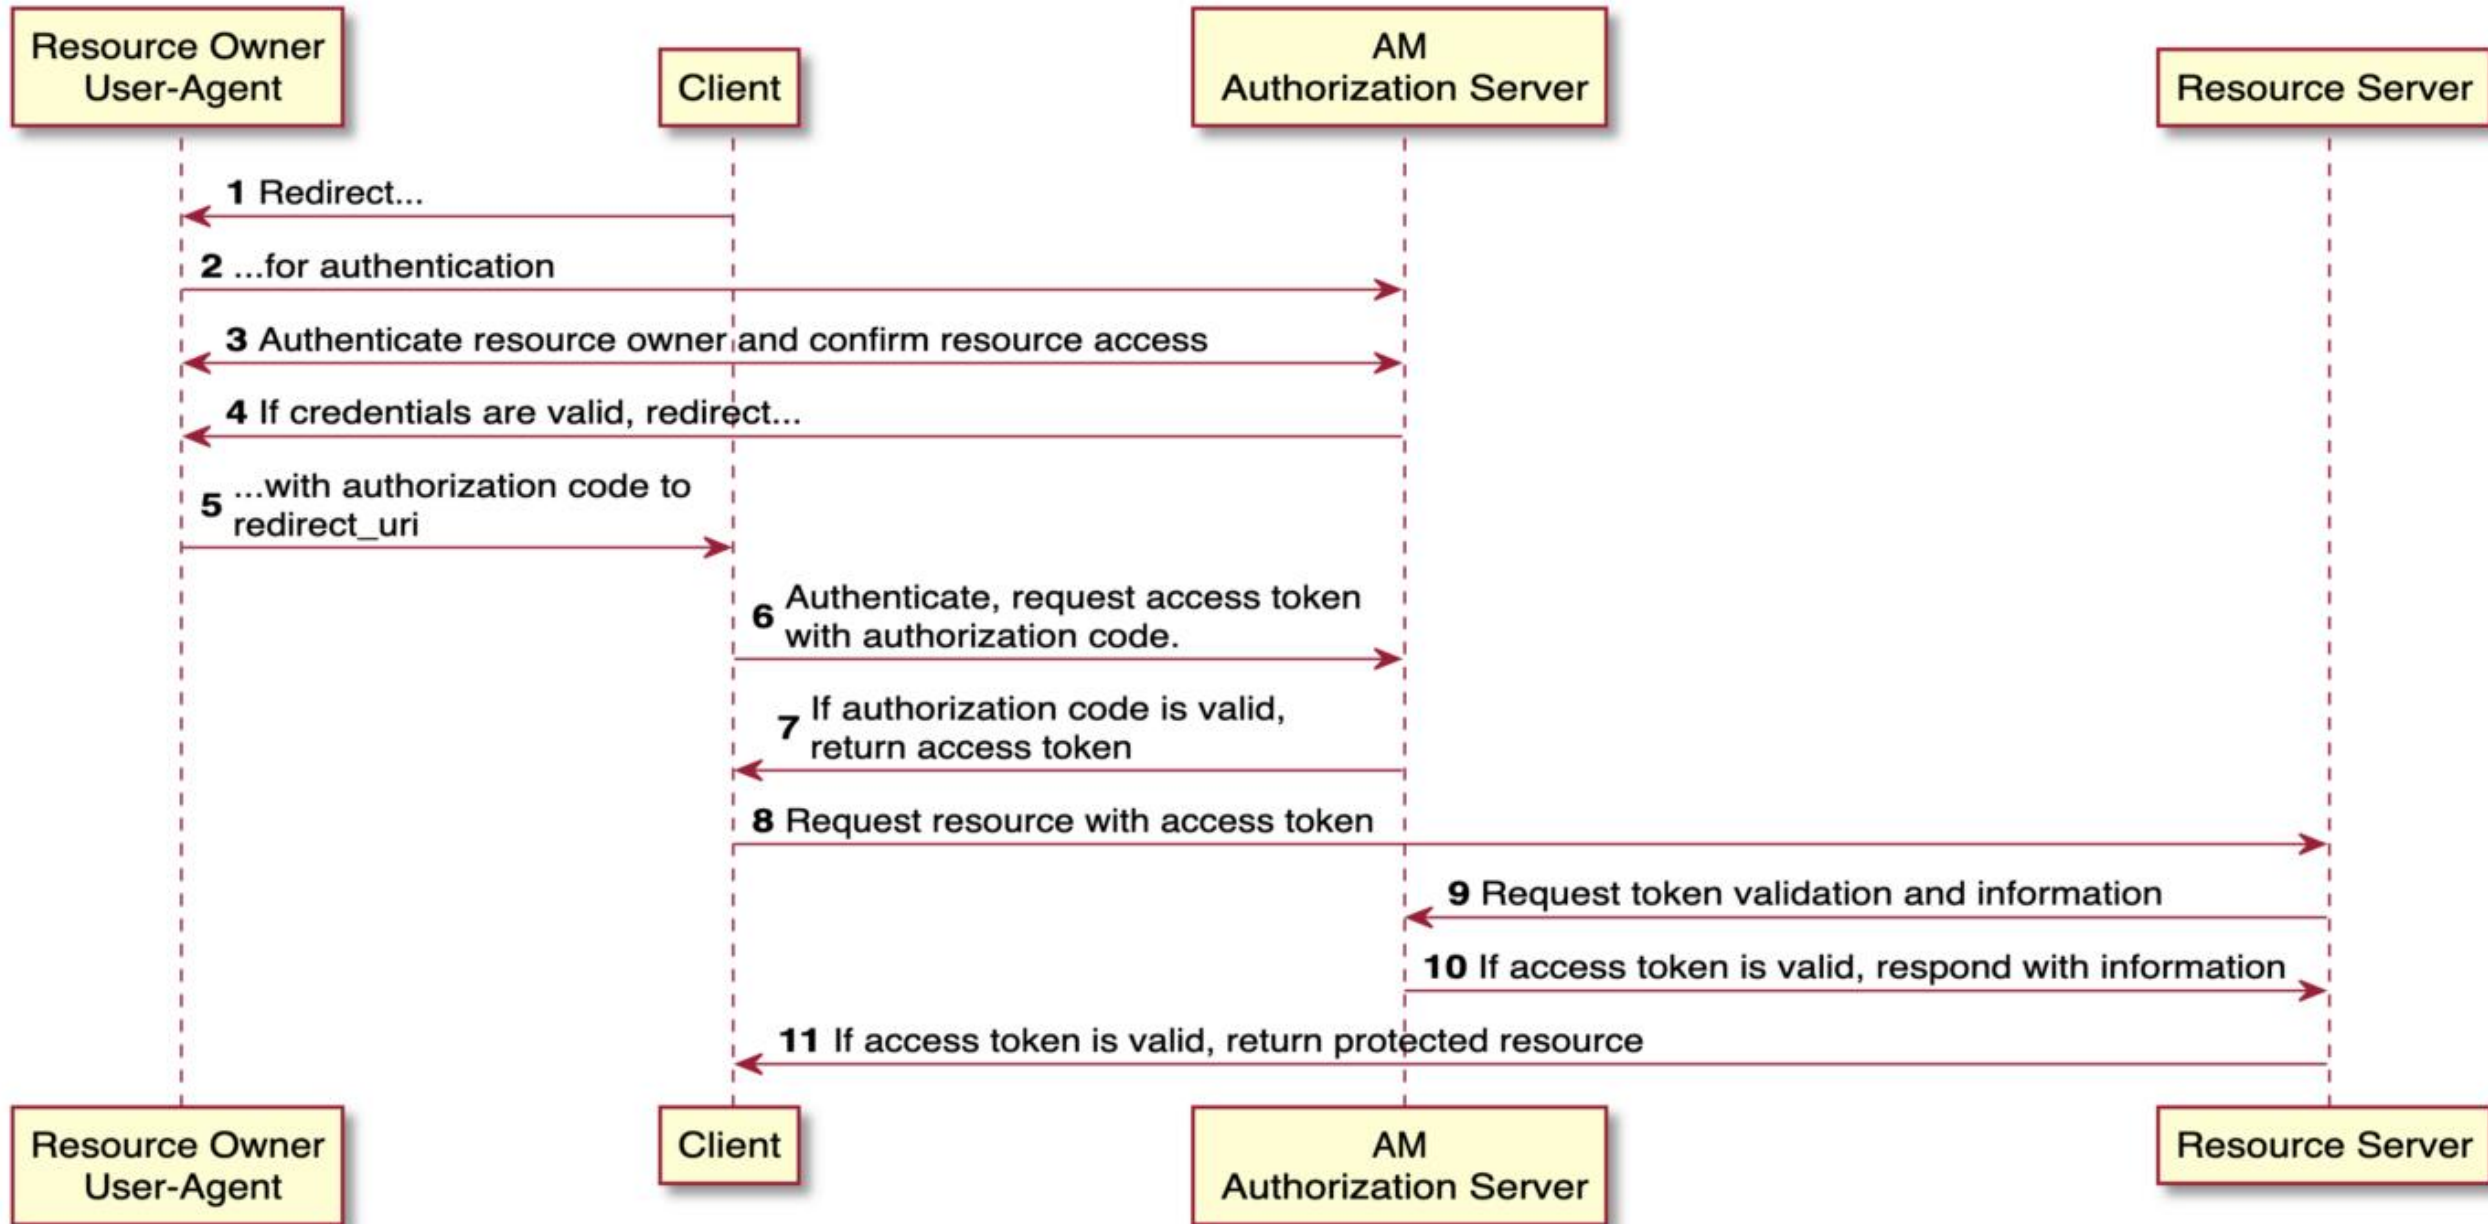 Resource Owner
User-Agent
Client
AM
Authorization Server
Resource Server
1 Redirect...
2 ...for authentication
3 Authenticate resource owner and confirm resource access
4 If credentials are valid, redirect...
5 ...with authorization code to
redirect_uri
6 Authenticate, request access token
with authorization code.
7 If authorization code is valid,
return access token
8 Request resource with access token
9 Request token validation and information
10 If access token is valid, respond with information
11 If access token is valid, return protected resource
Resource Owner
User-Agent
Client
AM
Authorization Server
Resource Server